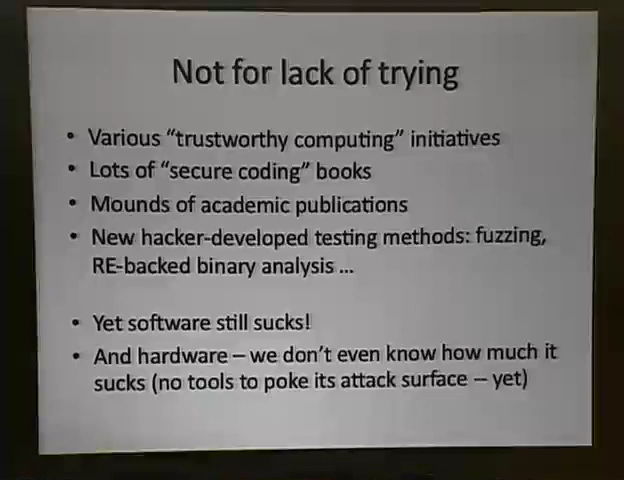 Not for lack of trying
• Various “trustworthy computing” initiatives
• Lots of “secure coding” books
• Mounds of academic publications
• New hacker-developed testing methods: fuzzing,
RE-backed binary analysis ...
• Yet software still sucks!
• And hardware – we don’t even know how much it
sucks (no tools to poke its attack surface – yet)